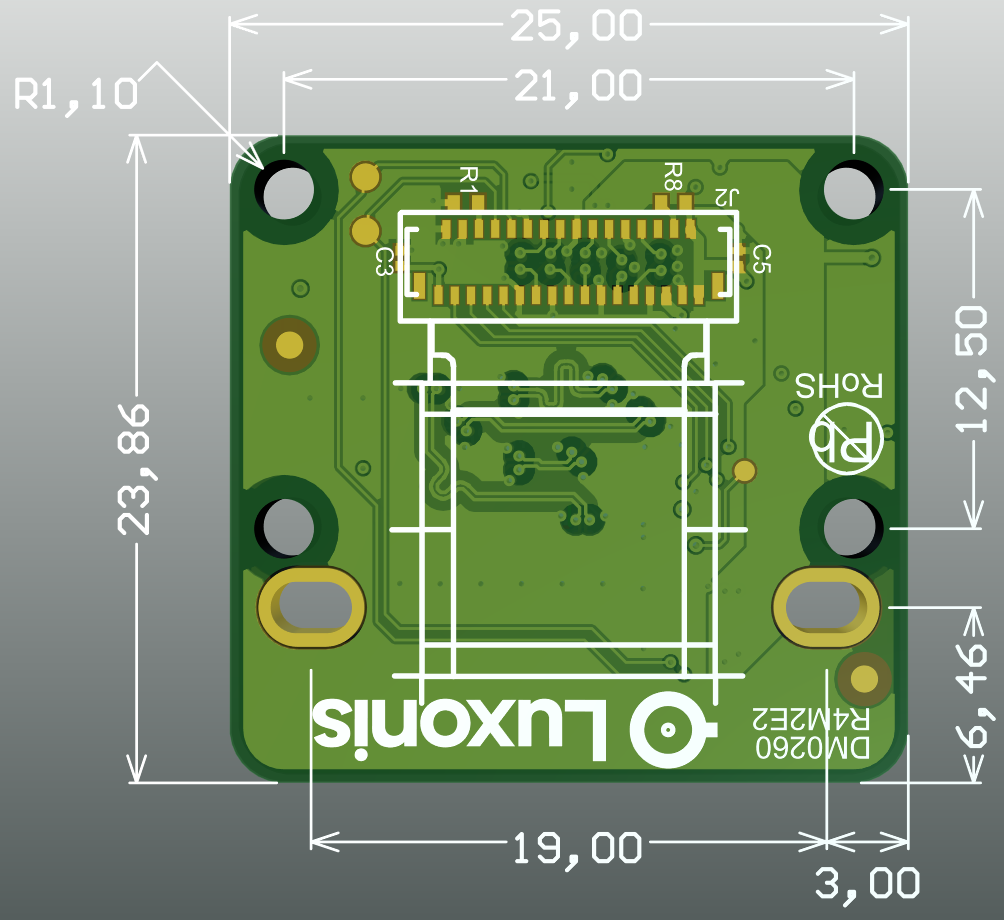 25,00
21,00
R1,10
R1
R8
J2
C3
C5
12,50
RoHS
Pb
23,86
6,46
Luxonis
R4M2E2
DM0260
19,00
3,00